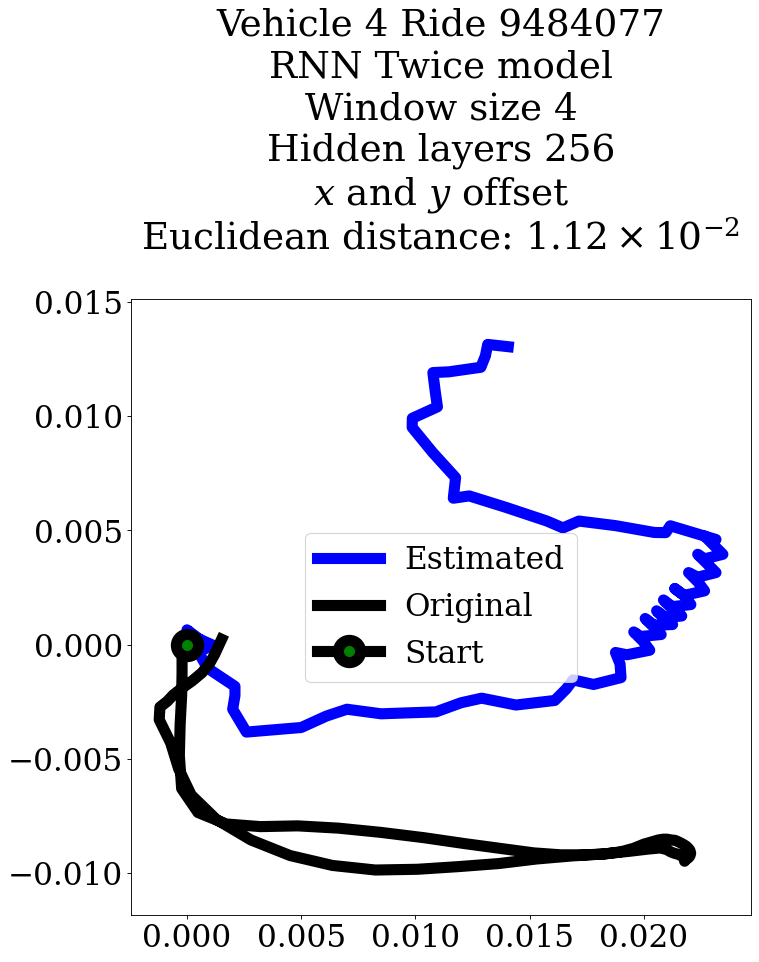 Vehicle 4 Ride 9484077
RNN Twice model
Window size 4
Hidden layers 256
x and y offset
Euclidean distance: 1.12 × 10⁻²
0.015
0.010
0.005
0.000
−0.005
−0.010
Estimated
Original
Start
0.000 0.005 0.010 0.015 0.020